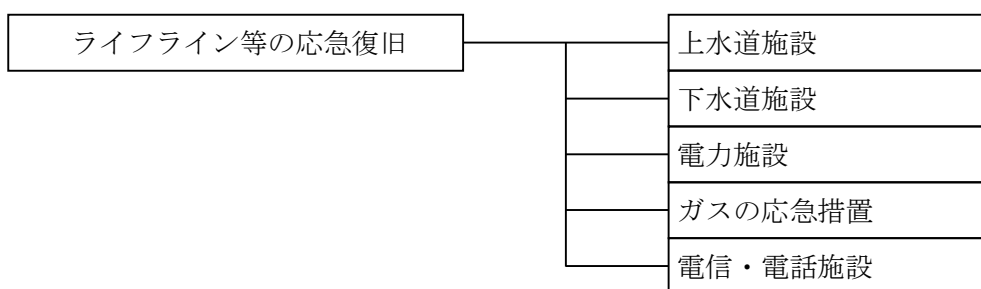 ライフライン等の応急復旧
上水道施設
下水道施設
電力施設
ガスの応急措置
電信・電話施設